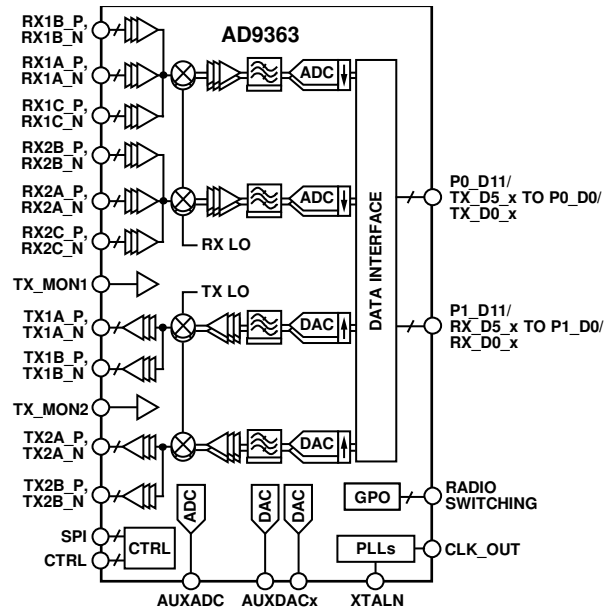 AD9363
RX1B_P,
RX1B_N
RX1A_P,
RX1A_N
RX1C_P,
RX1C_N
RX2B_P,
RX2B_N
RX2A_P,
RX2A_N
RX2C_P,
RX2C_N
TX_MON1
TX1A_P,
TX1A_N
TX1B_P,
TX1B_N
TX_MON2
TX2A_P,
TX2A_N
TX2B_P,
TX2B_N
SPI
CTRL
CTRL
ADC
ADC
RX LO
TX LO
DAC
DAC
DATA INTERFACE
P0_D11/
TX_D5_x TO P0_D0/
TX_D0_x
P1_D11/
RX_D5_x TO P1_D0/
RX_D0_x
ADC
DAC
DAC
GPO
RADIO
SWITCHING
PLLs
CLK_OUT
AUXADC
AUXDACx
XTALN